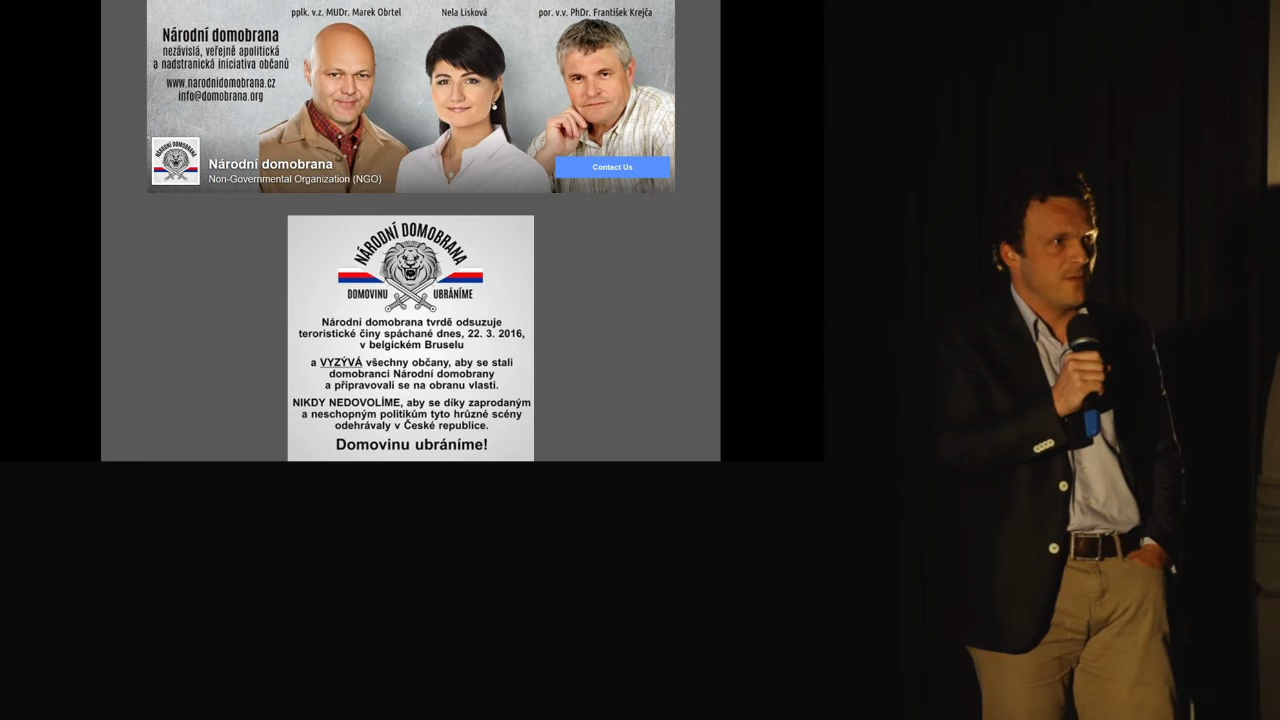 pplk. v.z. MUDr. Marek Obrtel
Nela Lisková
por. v.v. PhDr. František Krejča
Národní domobrana
nezávislá, veřejně apolitická
a nadstranická iniciativa občanů
www.narodnidomobrana.cz
info@domobrana.org
NÁRODNÍ DOMOBRANA
Národní domobrana
Non-Governmental Organization (NGO)
Contact Us
NÁRODNÍ DOMOBRANA
DOMOVINU UBRÁNÍME
Národní domobrana tvrdě odsuzuje
teroristické činy spáchané dnes, 22. 3. 2016,
v belgickém Bruselu
a VYZÝVÁ všechny občany, aby se stali
domobranci Národní domobrany
a připravovali se na obranu vlasti.
NIKDY NEDOVOLÍME, aby se díky zaprodaným
a neschopným politikům tyto hrůzné scény
odehrávaly v České republice.
Domovinu ubráníme!